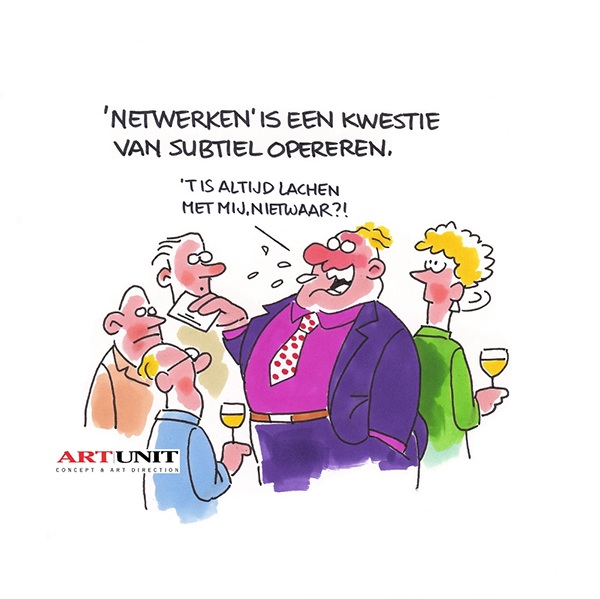 'NETWERKEN' IS EEN KWESTIE
VAN SUBTIEL OPEREREN.
'T IS ALTIJD LACHEN
MET MIJ, NIETWAAR?!
ARTUNIT
CONCEPT & ART DIRECTION